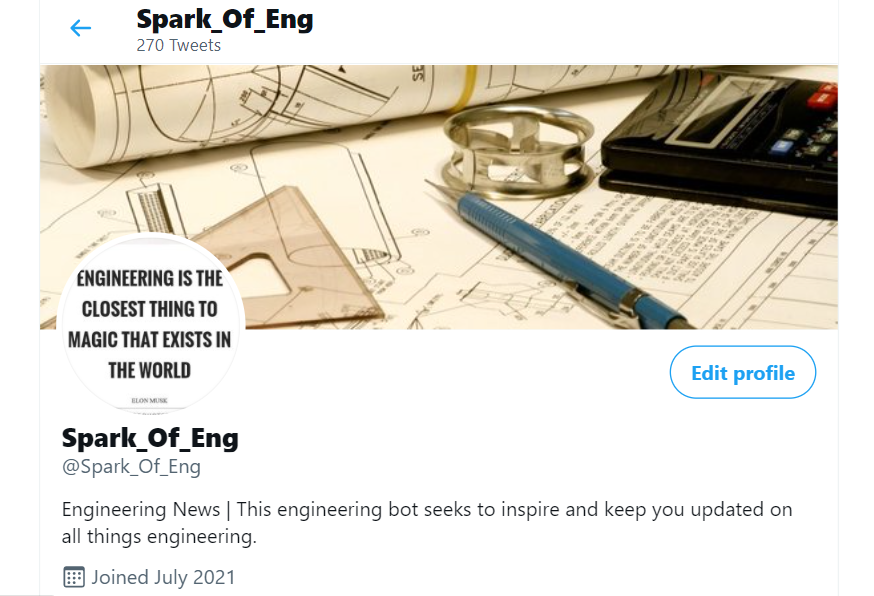 Spark_Of_Eng
270 Tweets
ENGINEERING IS THE
CLOSEST THING TO
MAGIC THAT EXISTS IN
THE WORLD
ELON MUSK
Edit profile
Spark_Of_Eng
@Spark_Of_Eng
Engineering News | This engineering bot seeks to inspire and keep you updated on
all things engineering.
Joined July 2021